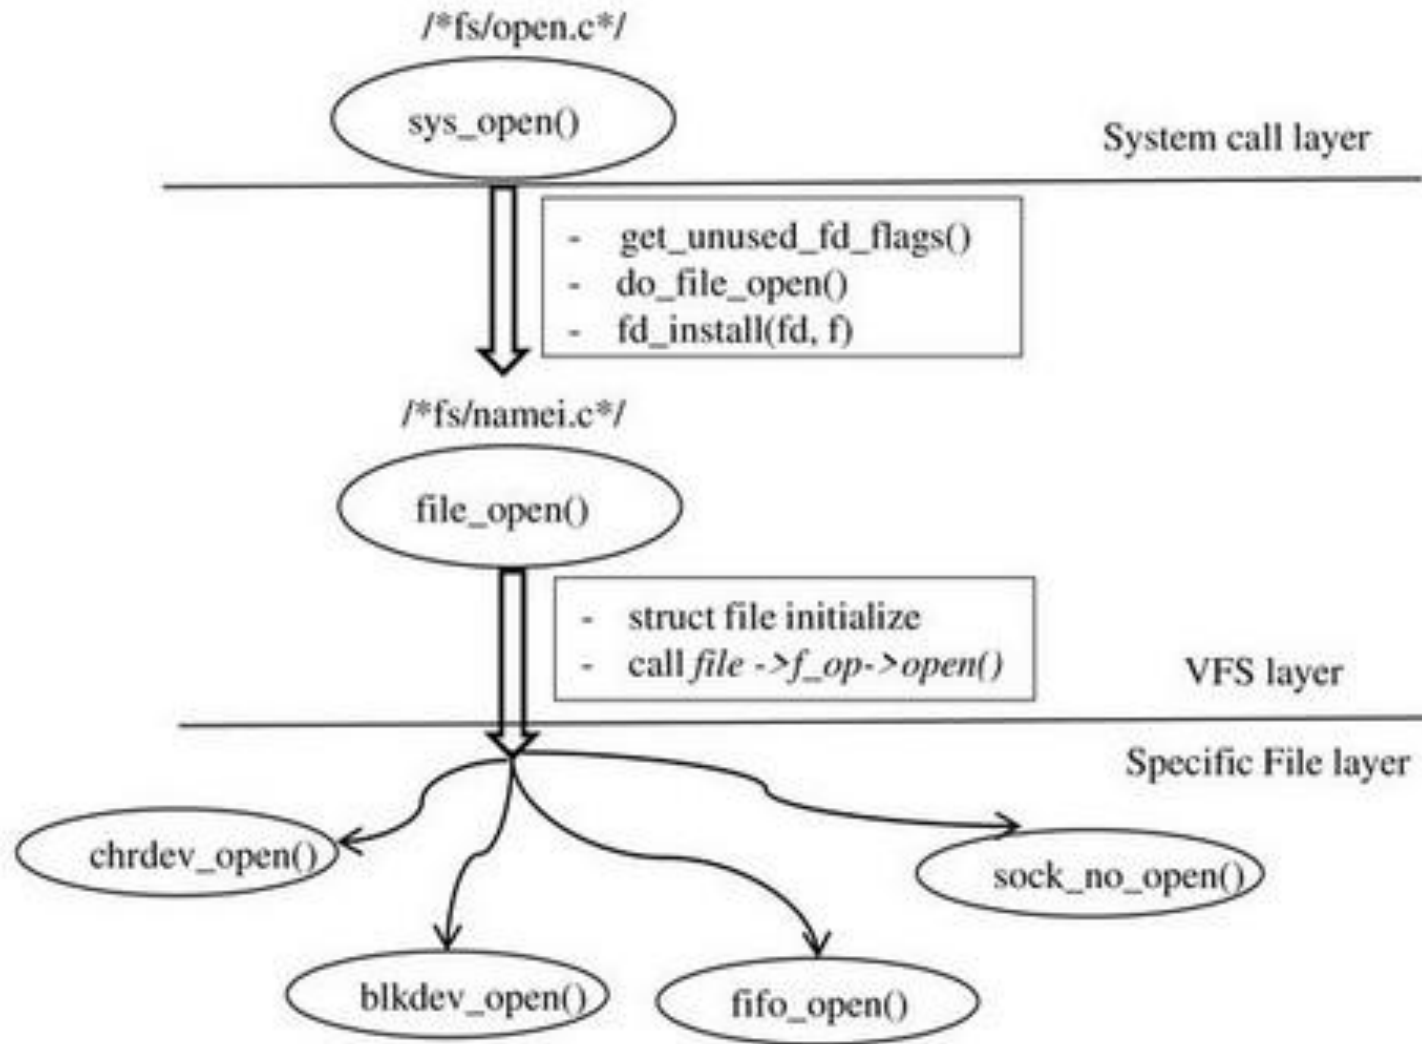 /*fs/open.c*/
sys_open()
System call layer
- get_unused_fd_flags()
- do_file_open()
- fd_install(fd, f)
/*fs/namei.c*/
file_open()
- struct file initialize
- call file ->f_op->open()
VFS layer
Specific File layer
chrdev_open()
sock_no_open()
blkdev_open()
fifo_open()